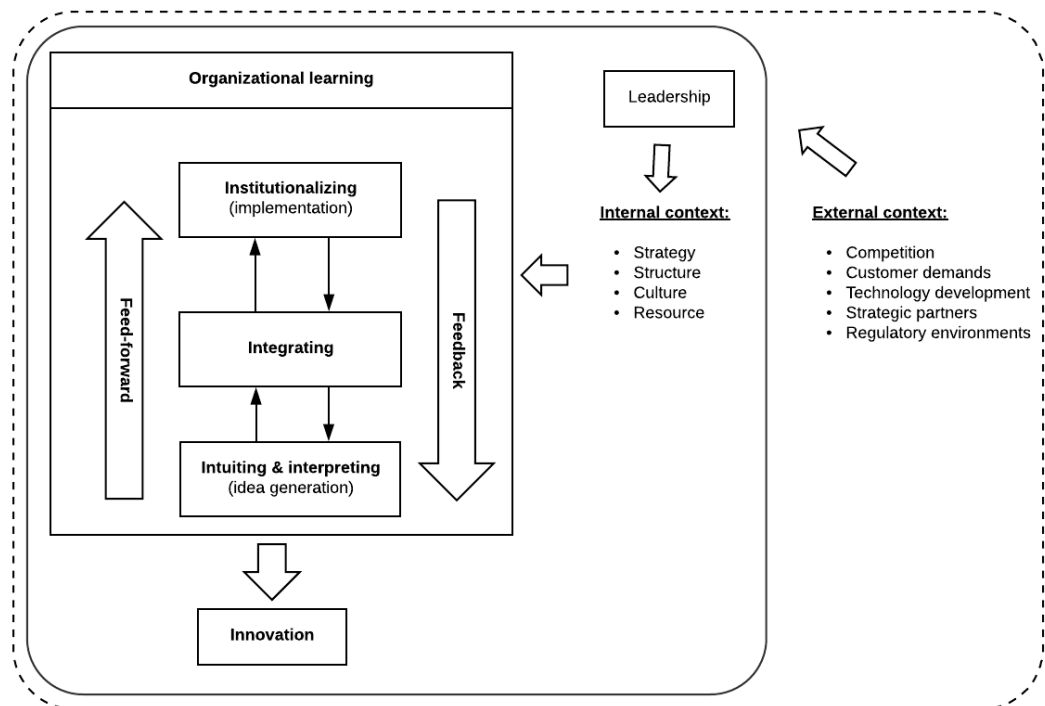 Organizational learning
Institutionalizing
(implementation)
Integrating
Intuiting & interpreting
(idea generation)
Feed-forward
Feedback
Innovation
Leadership
Internal context:
• Strategy
• Structure
• Culture
• Resource
External context:
• Competition
• Customer demands
• Technology development
• Strategic partners
• Regulatory environments